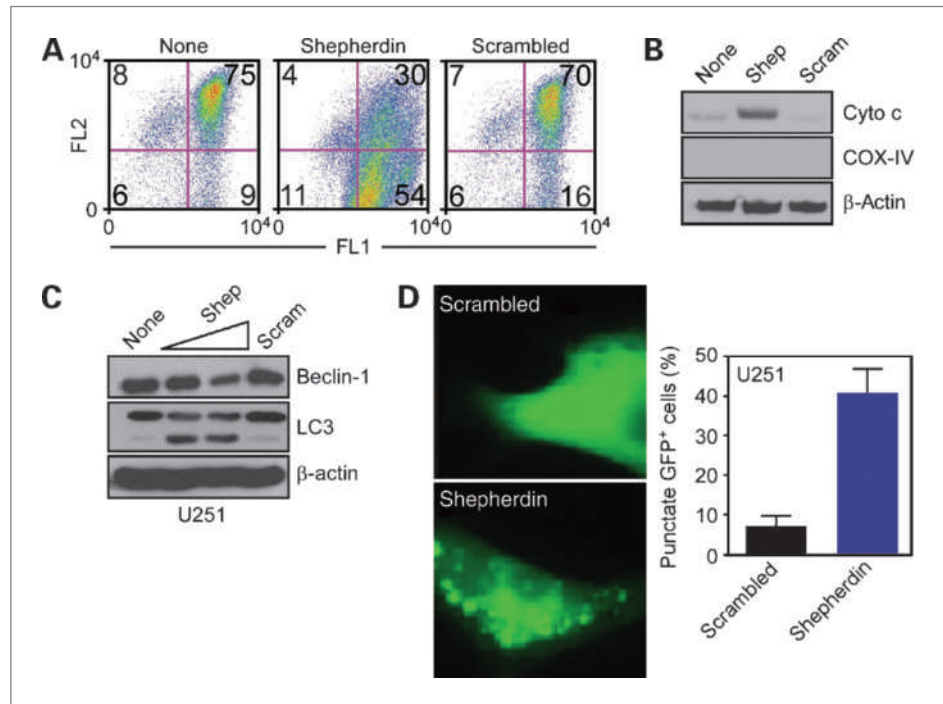 A
None
Shepherdin
Scrambled
10⁴
8
75
4
30
7
70
FL2
6
9
11
54
6
16
0
0
10⁴
0
10⁴
0
10⁴
FL1
B
None
Shep
Scram
Cyto c
COX-IV
β-Actin
C
None
Shep
Scram
Beclin-1
LC3
β-actin
U251
D
Scrambled
Shepherdin
Punctate GFP⁺ cells (%)
50
40
30
20
10
0
U251
Scrambled
Shepherdin